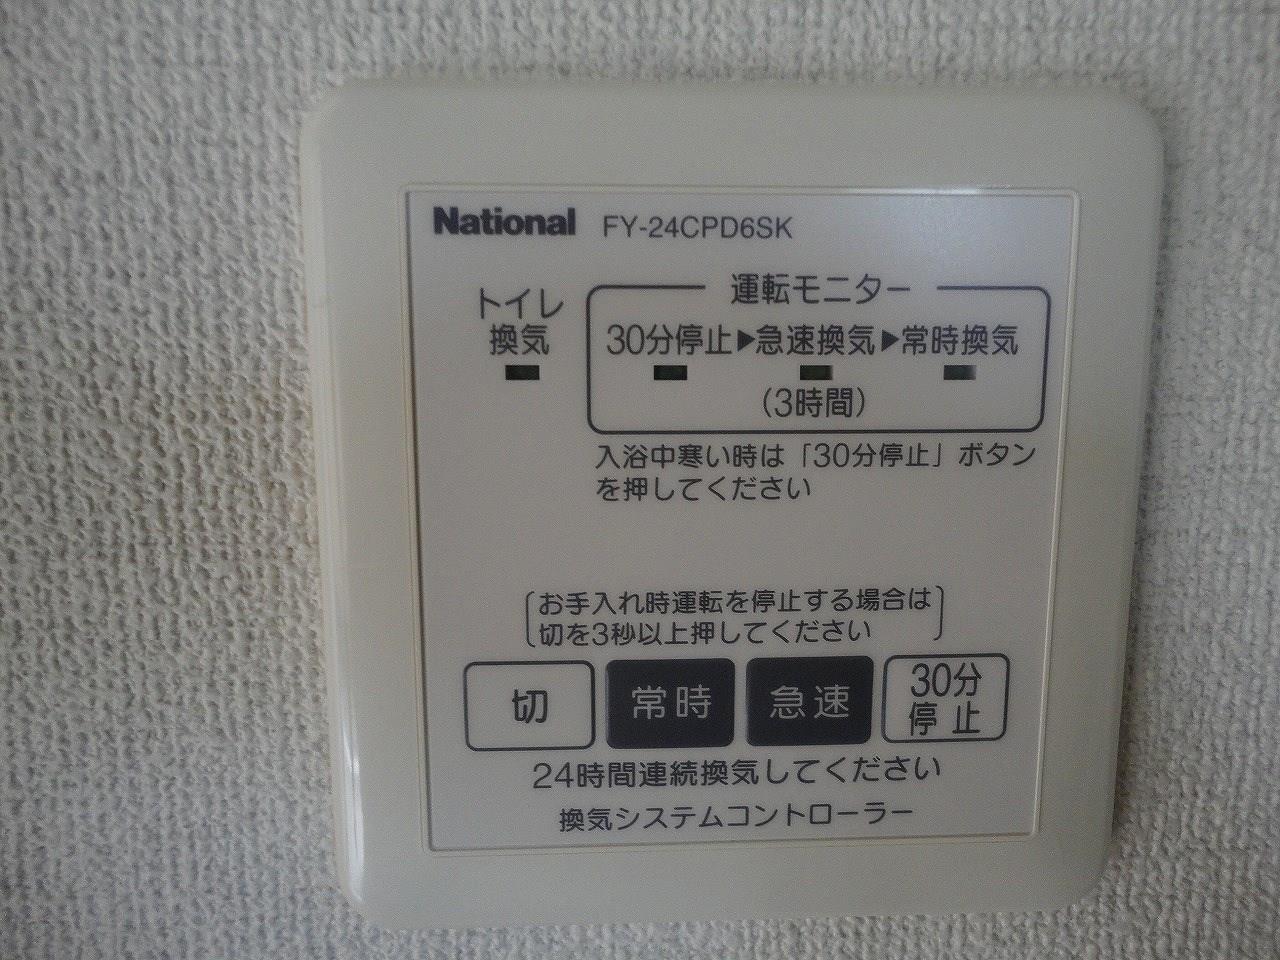 National FY-24CPD6SK
運転モニター
トイレ
換気
30分停止▶急速換気▶常時換気
(3時間)
入浴中寒い時は「30分停止」ボタン
を押してください
お手入れ時運転を停止する場合は
切を3秒以上押してください
切 常時 急速 30分
停止
24時間連続換気してください
換気システムコントローラー